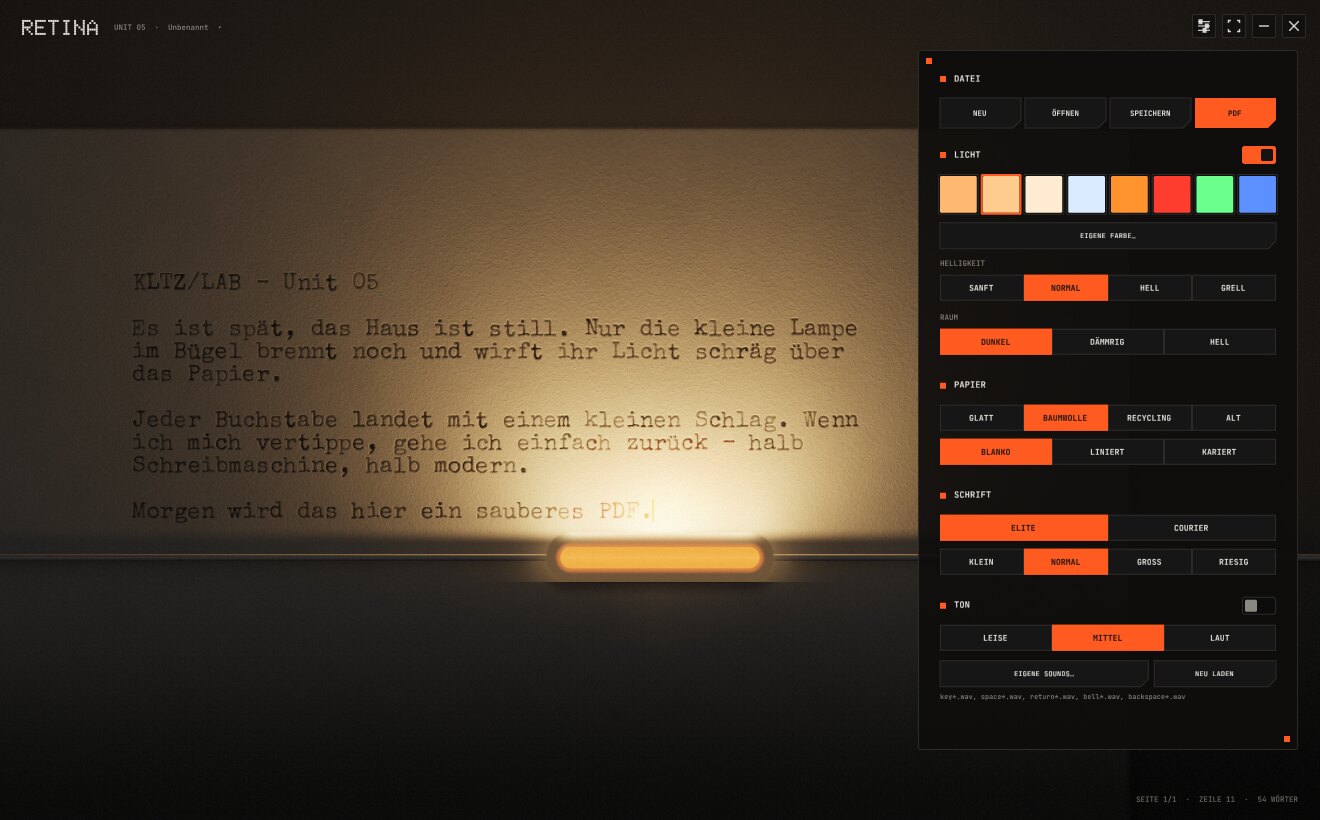 RETINA
UNIT 05 · Unbenannt ·
KLTZ/LAB – Unit 05
Es ist spät, das Haus ist still. Nur die kleine Lampe
im Bügel brennt noch und wirft ihr Licht schräg über
das Papier.
Jeder Buchstabe landet mit einem kleinen Schlag. Wenn
ich mich vertippe, gehe ich einfach zurück – halb
Schreibmaschine, halb modern.
Morgen wird das hier ein sauberes PDF.
DATEI
NEU ÖFFNEN SPEICHERN PDF
LICHT
EIGENE FARBE…
HELLIGKEIT
SANFT NORMAL HELL GRELL
RAUM
DUNKEL DÄMMRIG HELL
PAPIER
GLATT BAUMWOLLE RECYCLING ALT
BLANKO LINIERT KARIERT
SCHRIFT
ELITE COURIER
KLEIN NORMAL GROSS RIESIG
TON
LEISE MITTEL LAUT
EIGENE SOUNDS… NEU LADEN
key*.wav, space*.wav, return*.wav, bell*.wav, backspace*.wav
SEITE 1/1 · ZEILE 11 · 54 WÖRTER